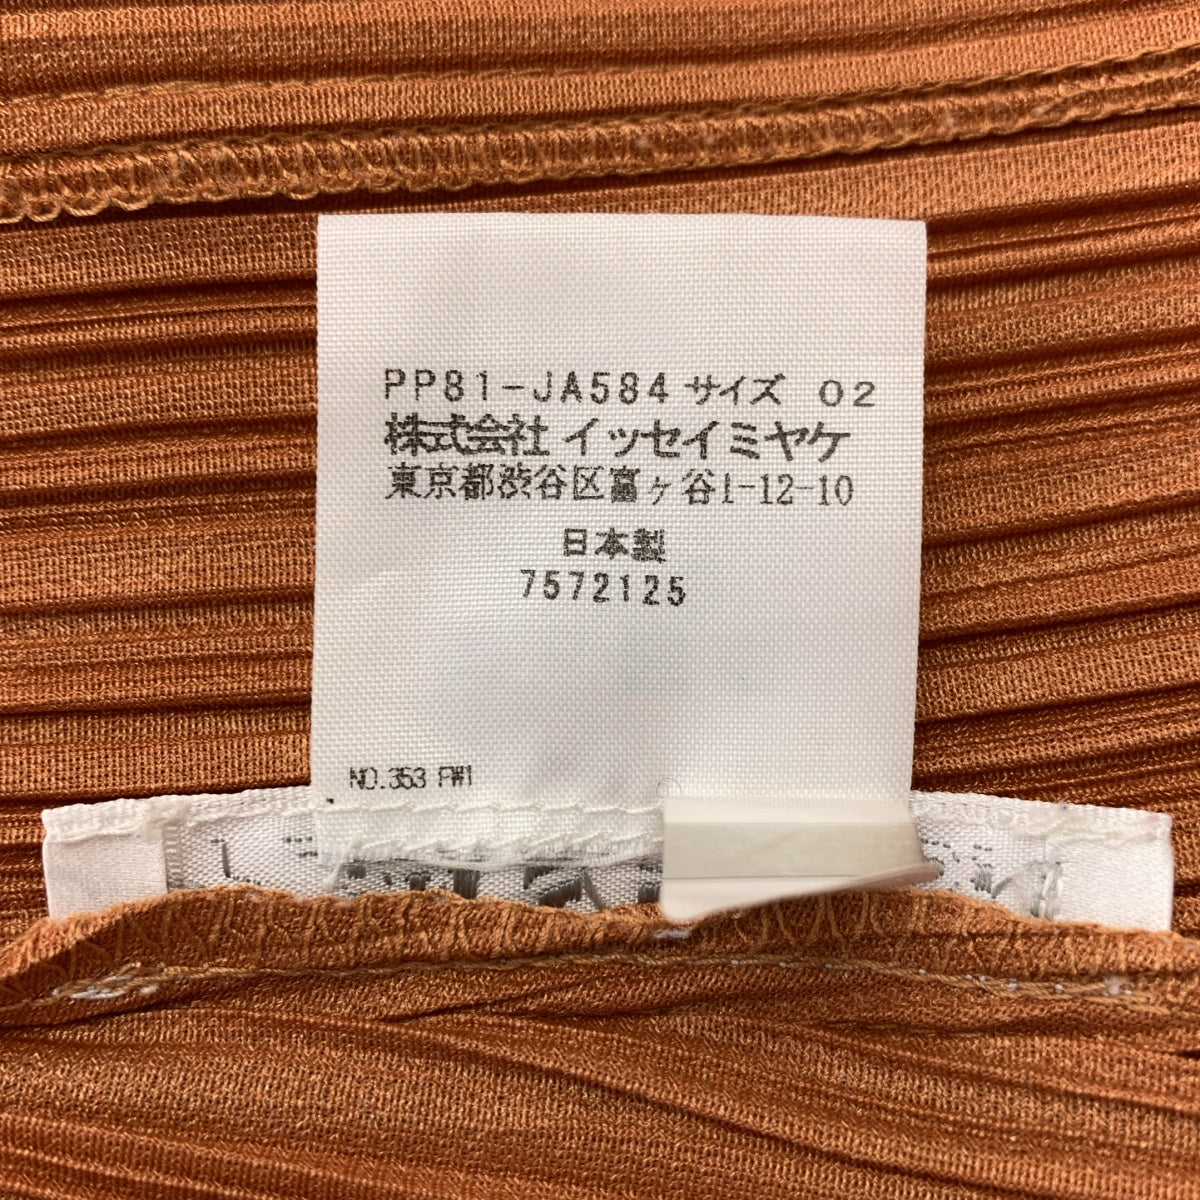 PP81-JA584 サイズ 02
株式会社 イッセイミヤケ
東京都渋谷区富ヶ谷1-12-10
日本製
7572125
NO.353 PW1